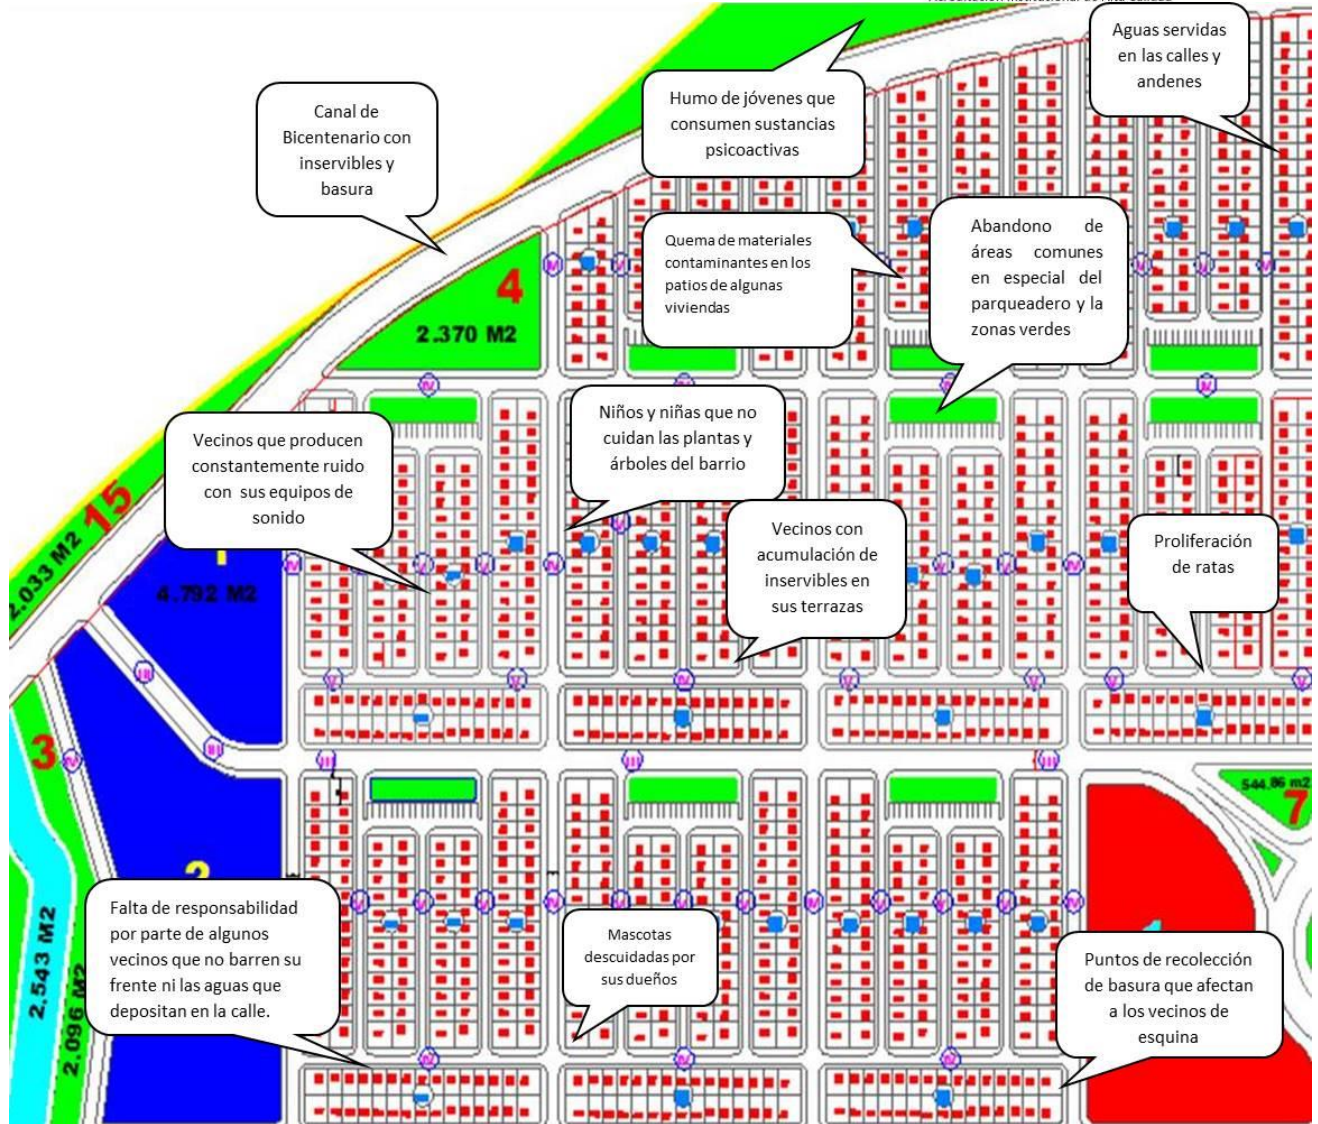 Aguas servidas
en las calles y
andenes
Humo de jóvenes que
consumen sustancias
psicoactivas
Canal de
Bicentenario con
inservibles y
basura
Quema de materiales
contaminantes en los
patios de algunas
viviendas
Abandono de
áreas comunes
en especial del
parqueadero y la
zonas verdes
4
2.370 M2
Niños y niñas que no
cuidan las plantas y
árboles del barrio
Vecinos que producen
constantemente ruido
con sus equipos de
sonido
15
2.033 M2
4.792 M2
Vecinos con
acumulación de
inservibles en
sus terrazas
Proliferación
de ratas
3
544.86 m2
7
2
Falta de responsabilidad
por parte de algunos
vecinos que no barren su
frente ni las aguas que
depositan en la calle.
2.543 M2
2.096 M2
Mascotas
descuidadas por
sus dueños
Puntos de recolección
de basura que afectan
a los vecinos de
esquina